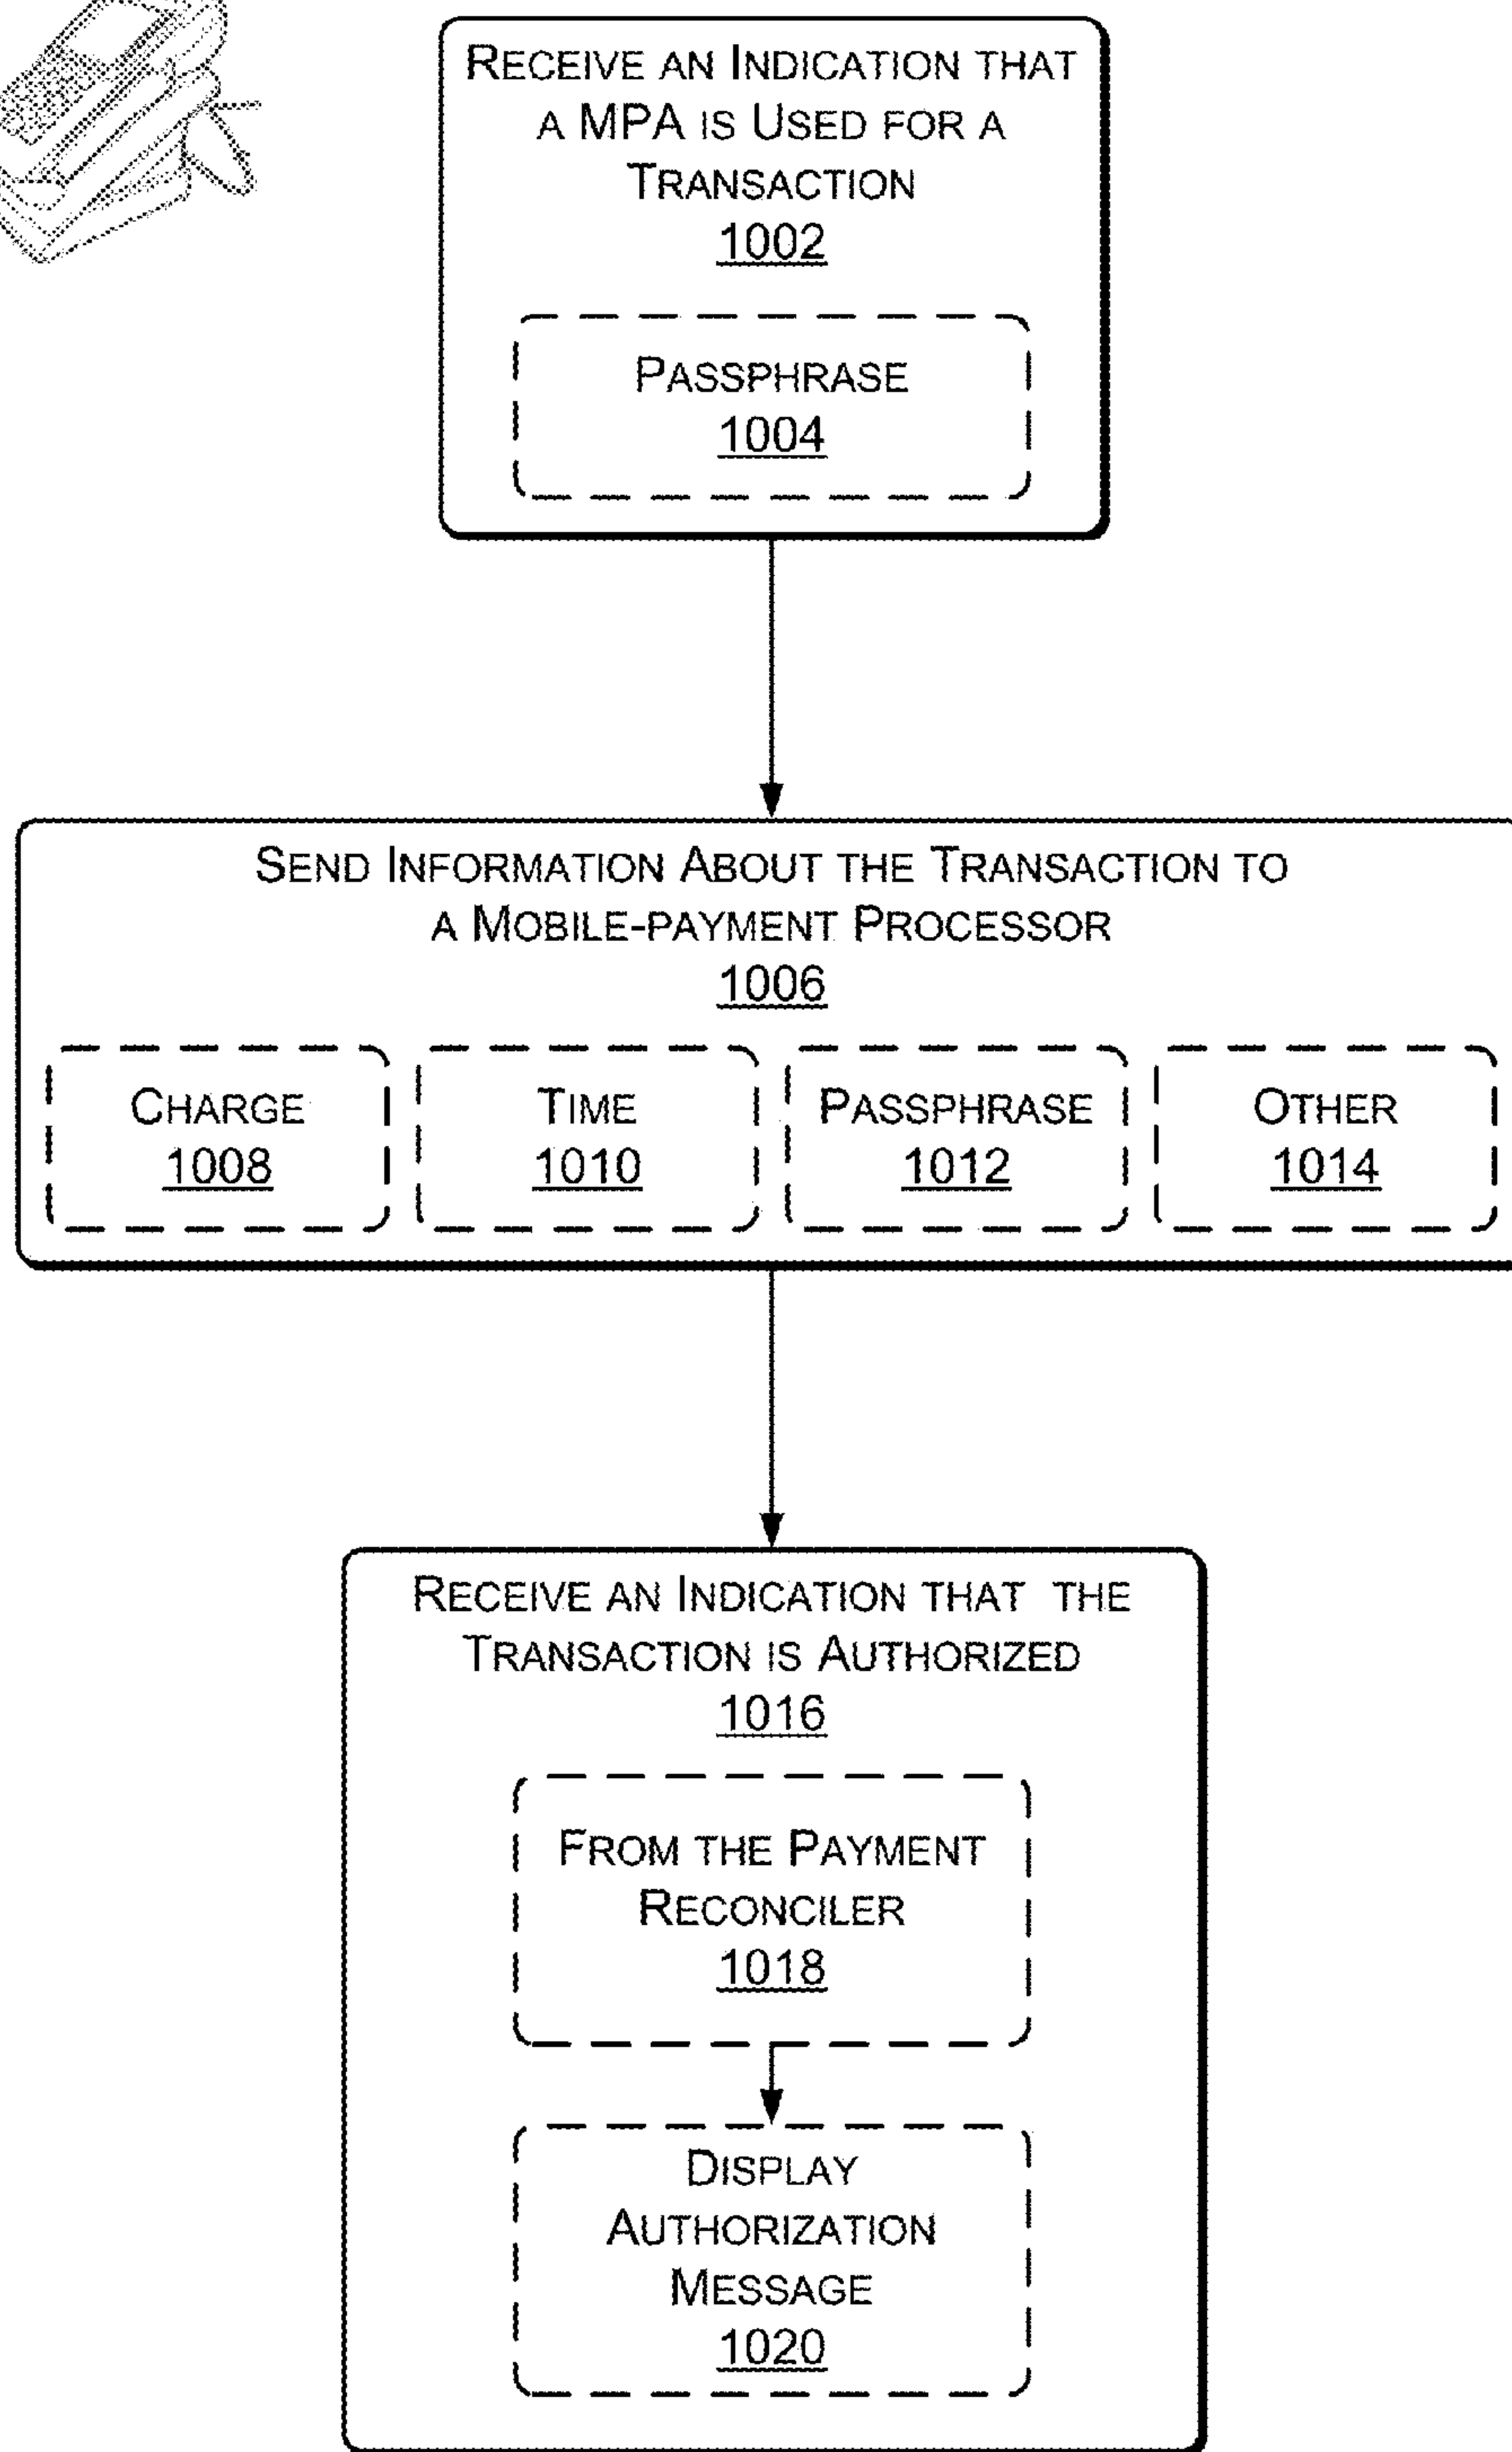 RECEIVE AN INDICATION THAT
A MPA IS USED FOR A
TRANSACTION
1002
PASSPHRASE
1004
SEND INFORMATION ABOUT THE TRANSACTION TO
A MOBILE-PAYMENT PROCESSOR
1006
CHARGE
1008
TIME
1010
PASSPHRASE
1012
OTHER
1014
RECEIVE AN INDICATION THAT THE
TRANSACTION IS AUTHORIZED
1016
FROM THE PAYMENT
RECONCILER
1018
DISPLAY
AUTHORIZATION
MESSAGE
1020